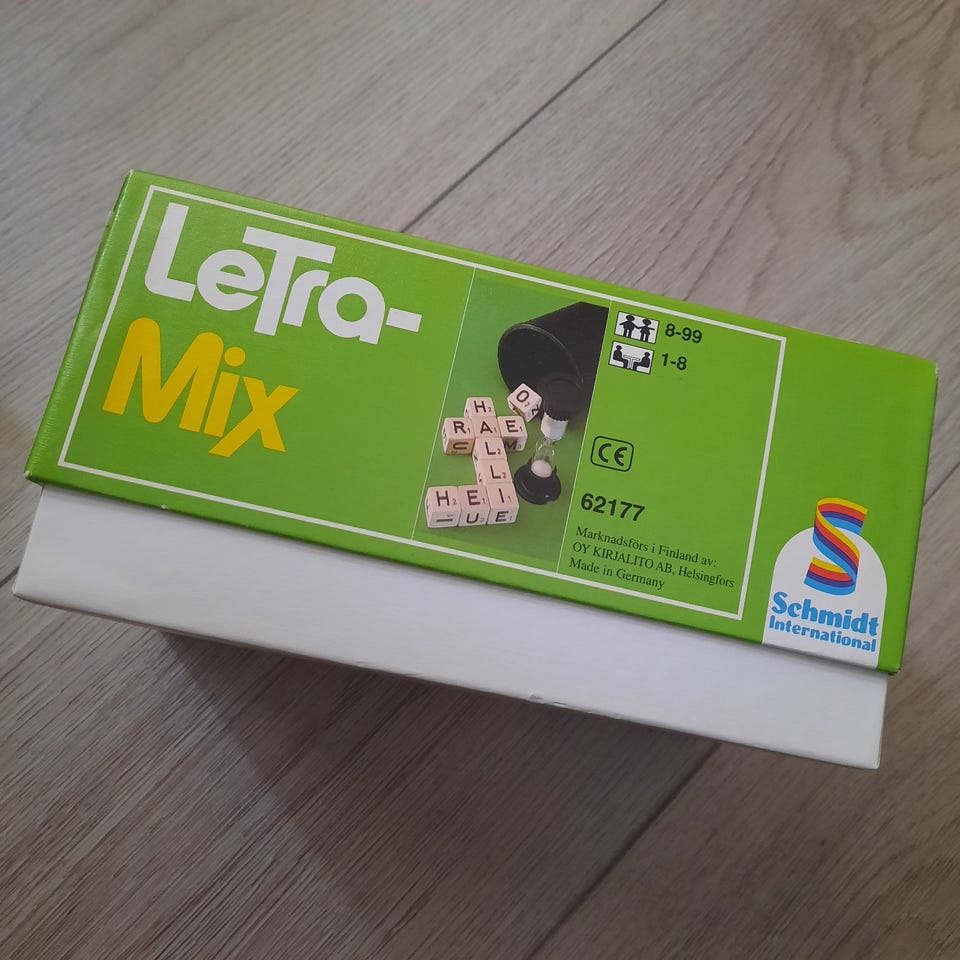 LeTra-
Mix
8-99
1-8
CE
62177
Marknadsförs i Finland av:
OY KIRJALITO AB, Helsingfors
Made in Germany
Schmidt
International
O
H
R A E
L
L
H E I